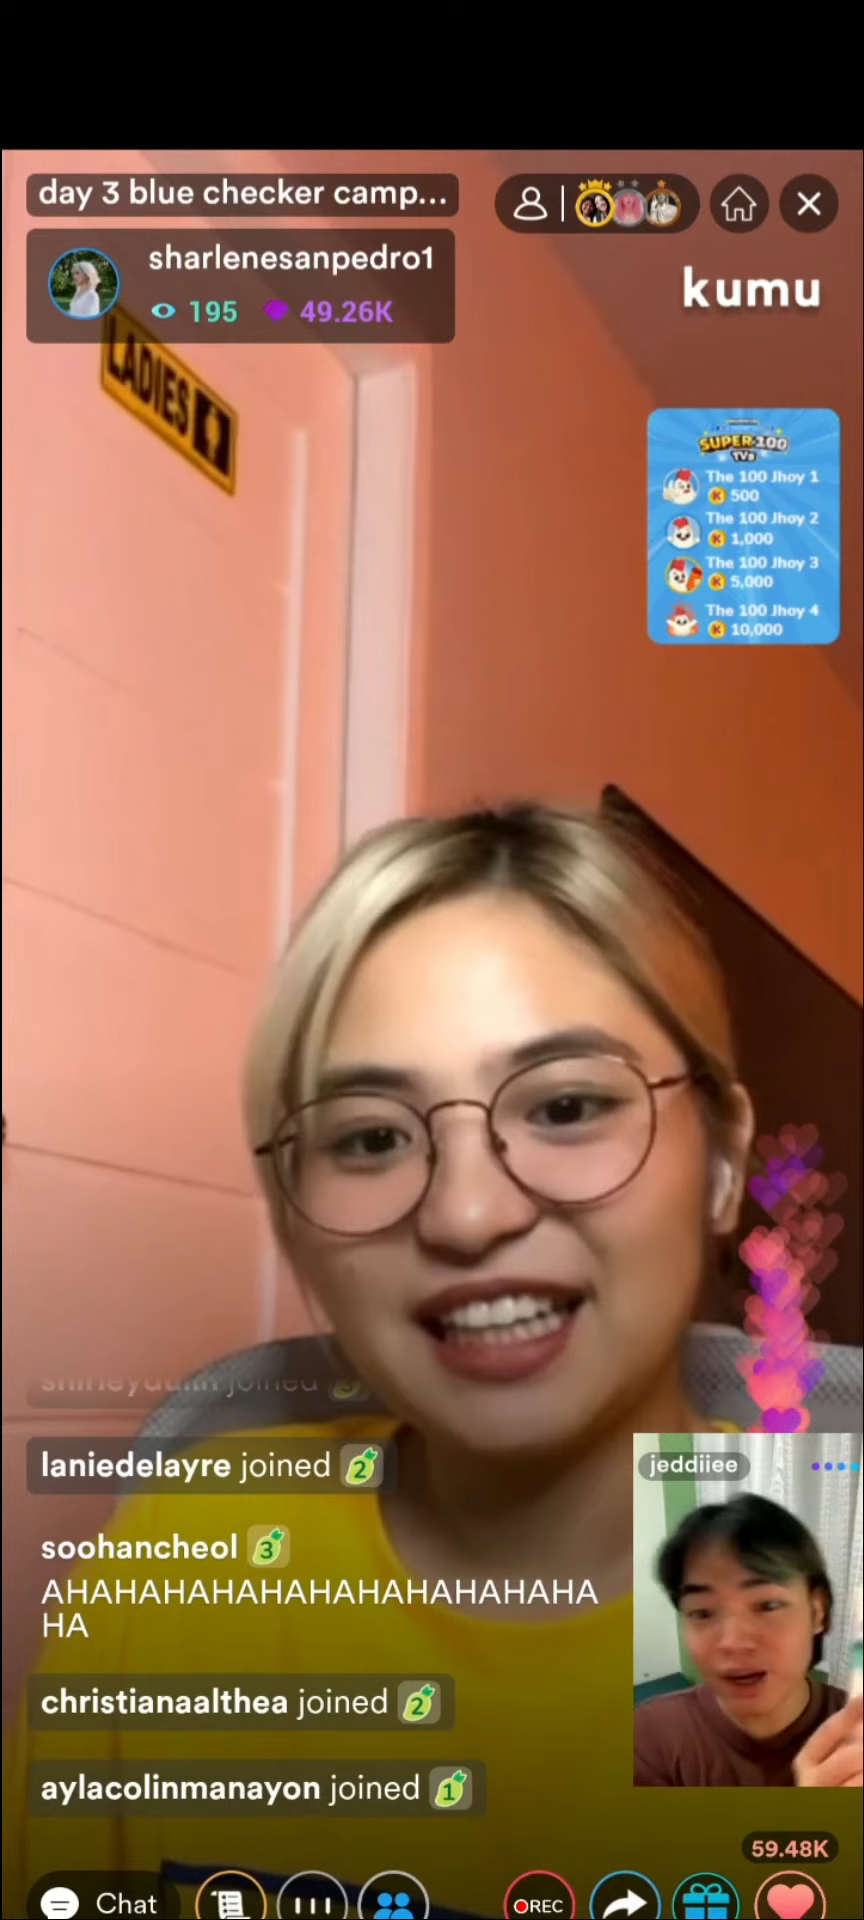 day 3 blue checker camp...
sharlenesanpedro1
195 49.26K
kumu
LADIES
SUPER 100
TVs
The 100 Jhoy 1
K 500
The 100 Jhoy 2
K 1,000
The 100 Jhoy 3
K 5,000
The 100 Jhoy 4
K 10,000
joined
laniedelayre joined 2
jeddiiee
soohancheol 3
AHAHAHAHAHAHAHAHAHAHAHA
HA
christianaalthea joined 2
aylacolinmanayon joined 1
59.48K
Chat
REC